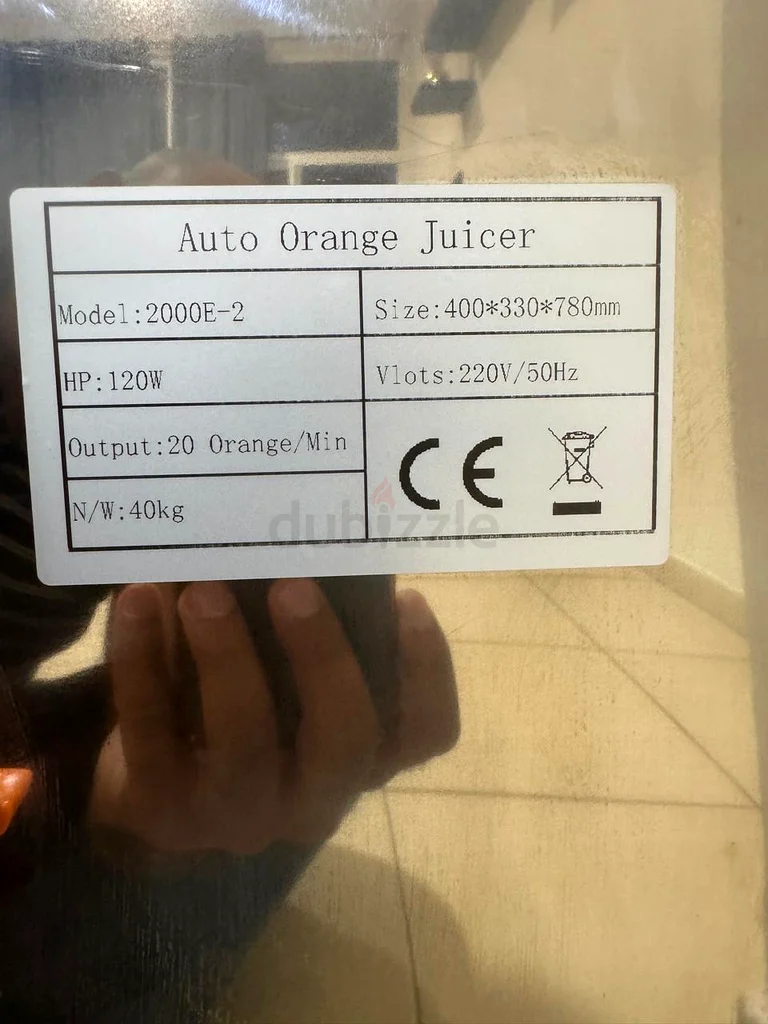 Auto Orange Juicer
Model:2000E-2
Size:400*330*780mm
HP:120W
Vlots:220V/50Hz
Output:20 Orange/Min
CE
N/W:40kg
dubizzle